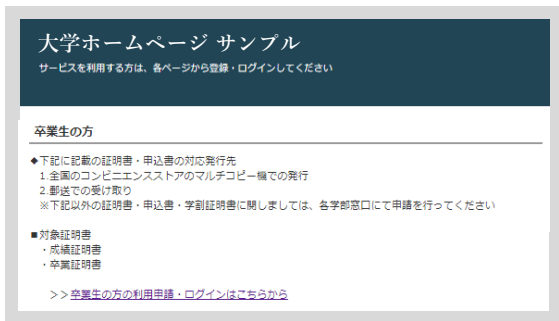 大学ホームページ サンプル
サービスを利用する方は、各ページから登録・ログインしてください
卒業生の方
◆下記に記載の証明書・申込書の対応発行先
1.全国のコンビニエンスストアのマルチコピー機での発行
2.郵送での受け取り
※下記以外の証明書・申込書・学割証明書に関しましては、各学部窓口にて申請を行ってください
■対象証明書
・成績証明書
・卒業証明書
>>卒業生の方の利用申請・ログインはこちらから